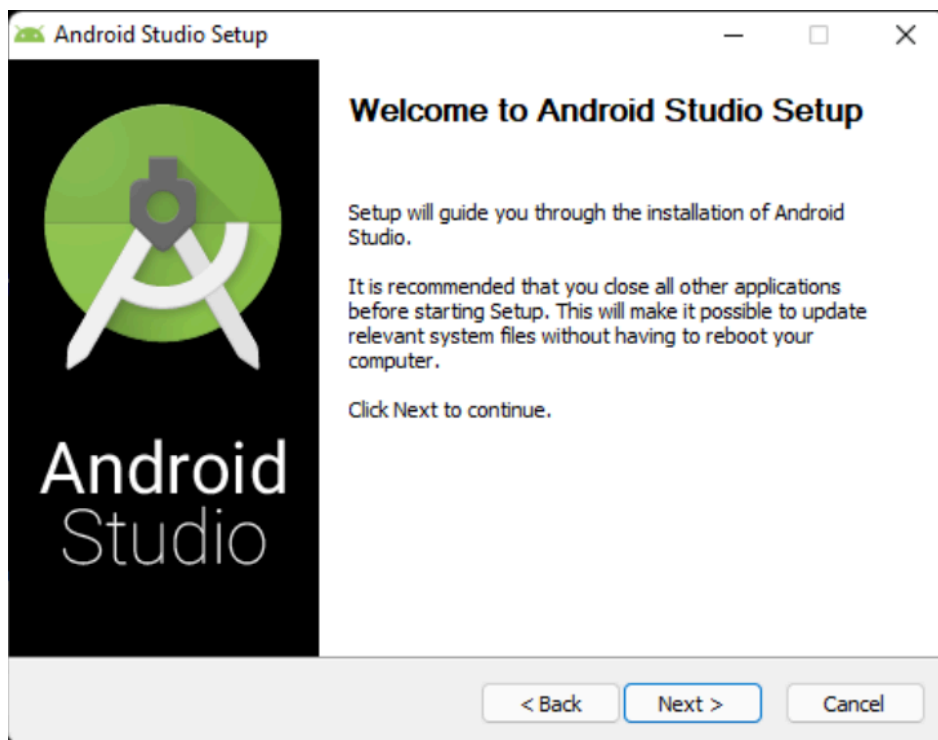 Android Studio Setup
Welcome to Android Studio Setup
Setup will guide you through the installation of Android
Studio.
It is recommended that you close all other applications
before starting Setup. This will make it possible to update
relevant system files without having to reboot your
computer.
Click Next to continue.
Android
Studio
< Back
Next >
Cancel